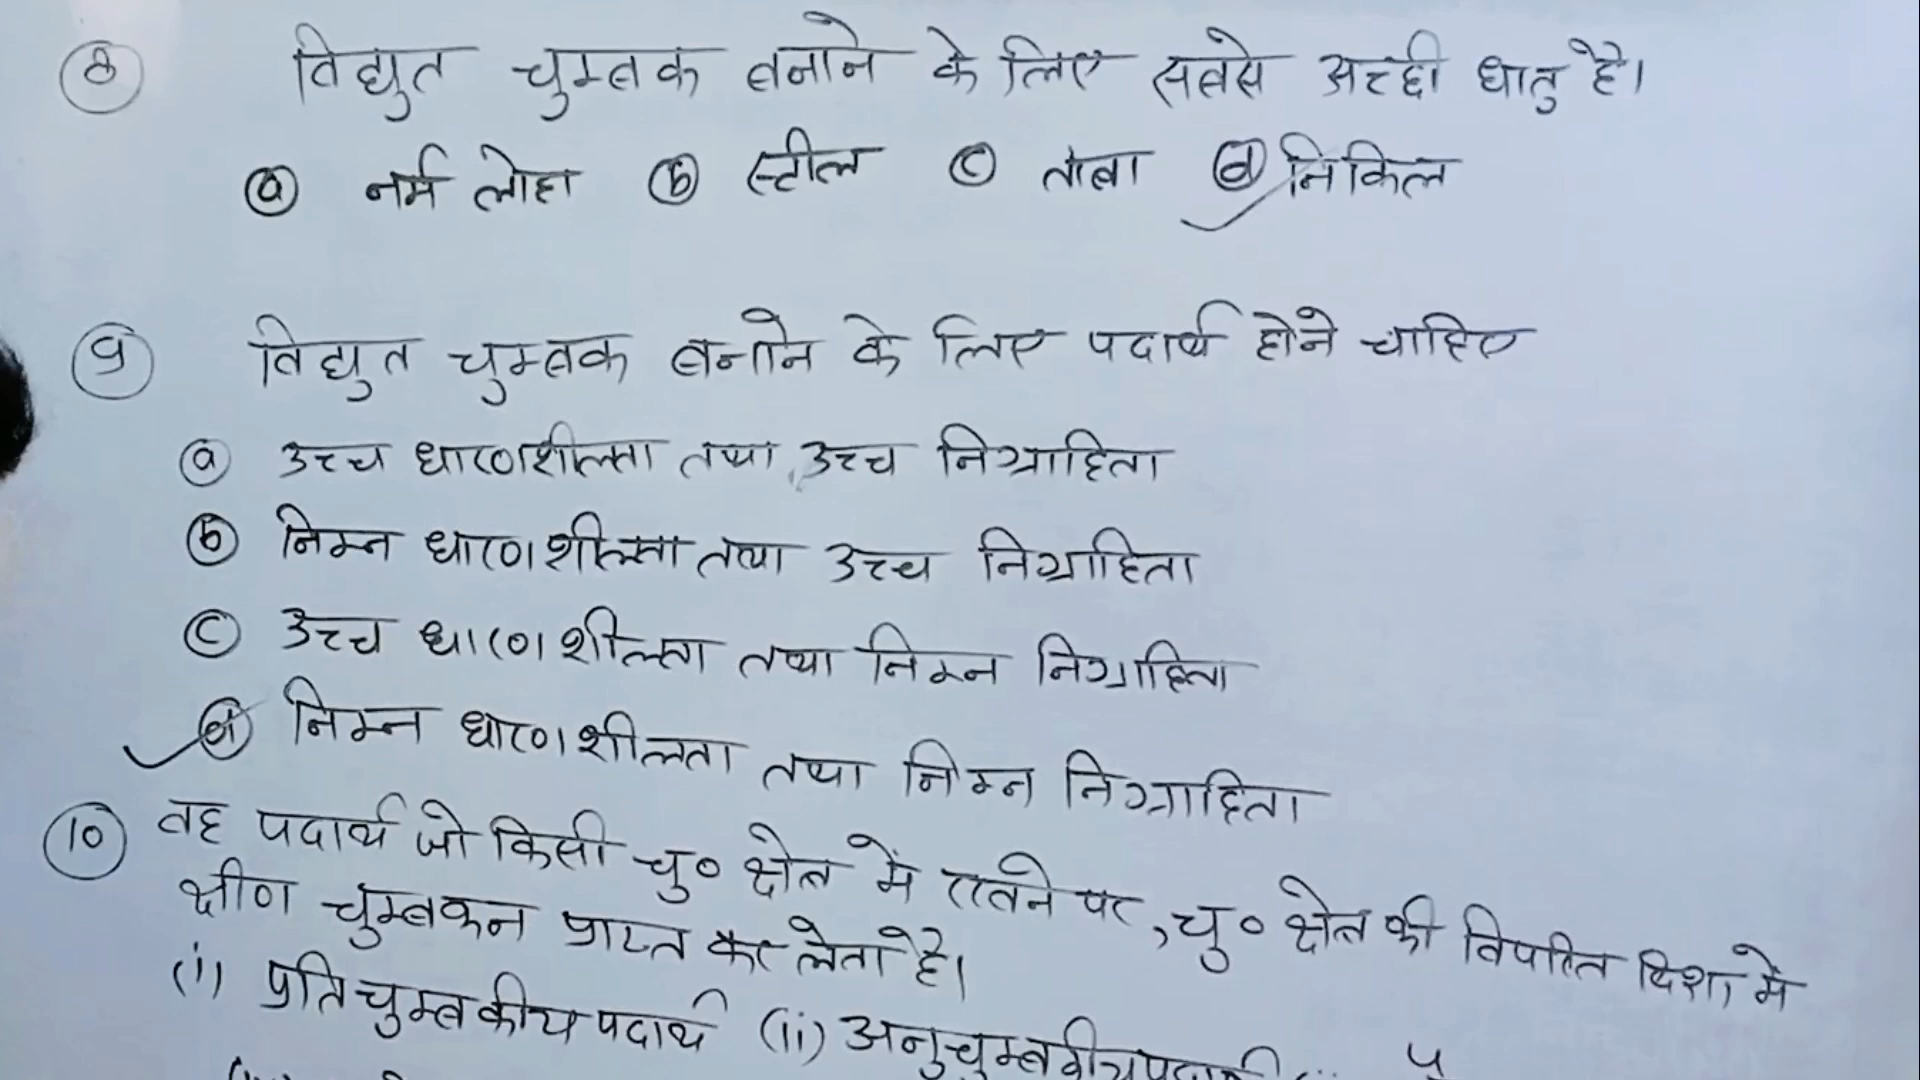 8 विद्युत चुम्बक बनाने के लिए सबसे अच्छी धातु है।
a नर्म लोहा b स्टील c तांबा d निकिल
9 विद्युत चुम्बक बनाने के लिए पदार्थ होने चाहिए
a उच्च धारणशीलता तथा उच्च निग्राहिता
b निम्न धारणशीलता तथा उच्च निग्राहिता
c उच्च धारणशीलता तथा निम्न निग्राहिता
d निम्न धारणशीलता तथा निम्न निग्राहिता
10 वह पदार्थ जो किसी चु० क्षेत्र में रखने पर, चु० क्षेत्र की विपरित दिशा में
क्षीण चुम्बकन प्राप्त कर लेता है।
(i) प्रतिचुम्बकीय पदार्थ (ii) अनुचुम्बकीय पदार्थ